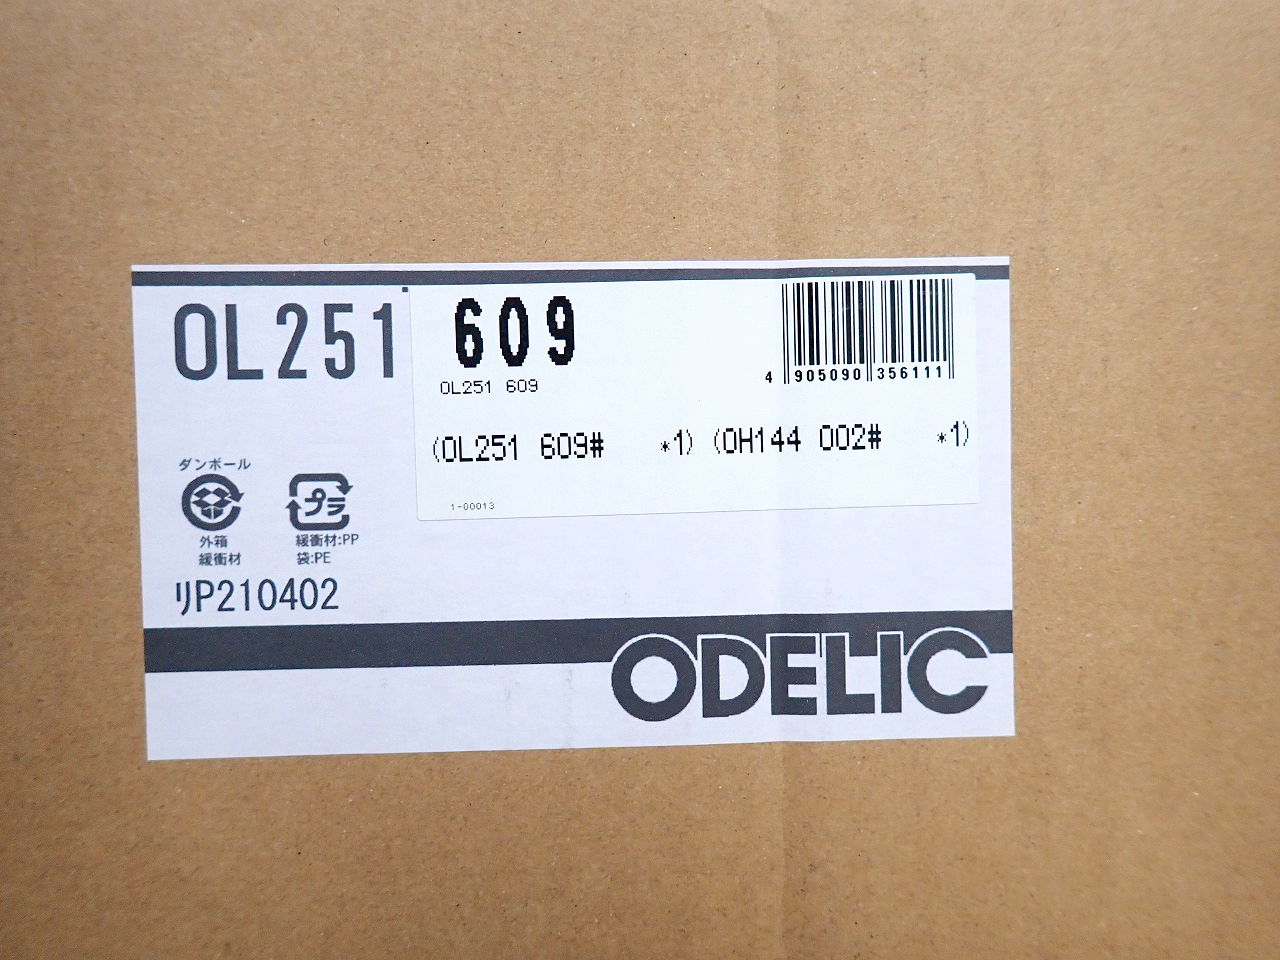 OL251 609
OL251 609
4 905090 356111
(OL251 609# *1) (OH144 002# *1)
1-00013
ダンボール
プラ
外箱
緩衝材
緩衝材:PP
袋:PE
リP210402
ODELIC